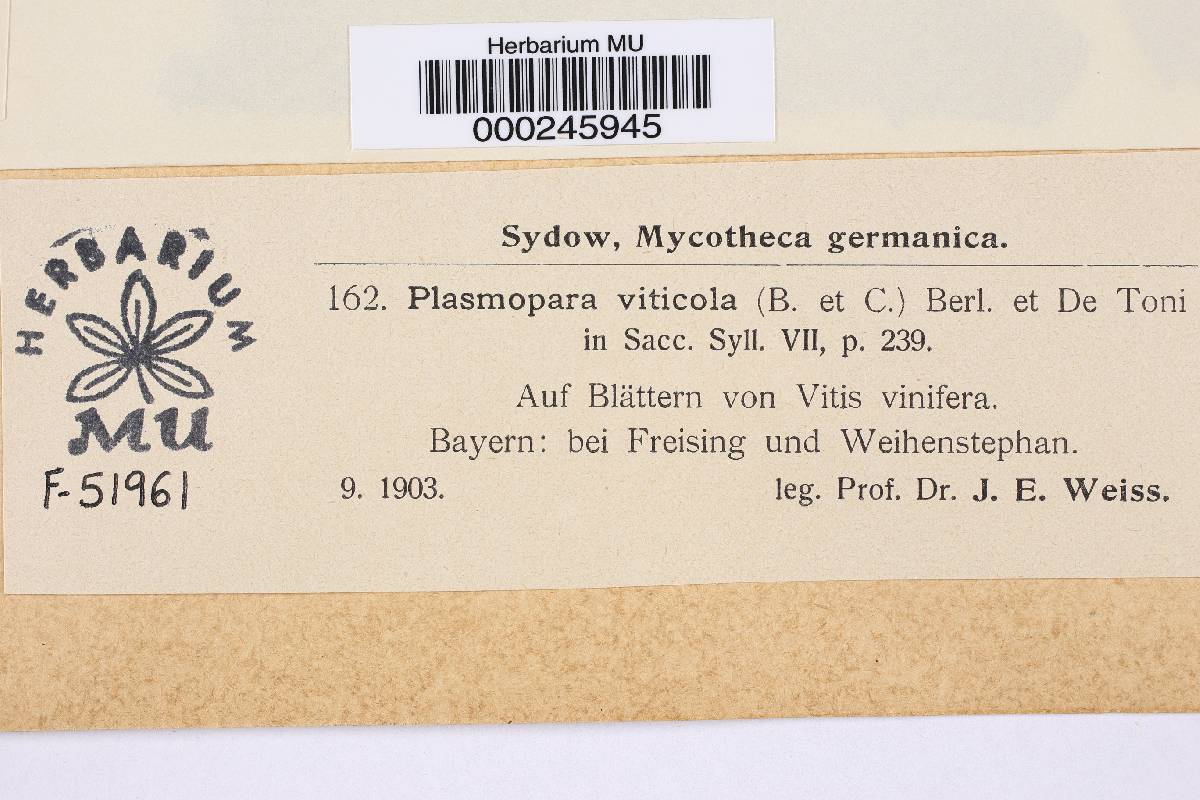 Herbarium MU
000245945
HERBARIUM
MU
F-51961
Sydow, Mycotheca germanica.
162. Plasmopara viticola (B. et C.) Berl. et De Toni
in Sacc. Syll. VII, p. 239.
Auf Blättern von Vitis vinifera.
Bayern: bei Freising und Weihenstephan.
9. 1903. leg. Prof. Dr. J. E. Weiss.